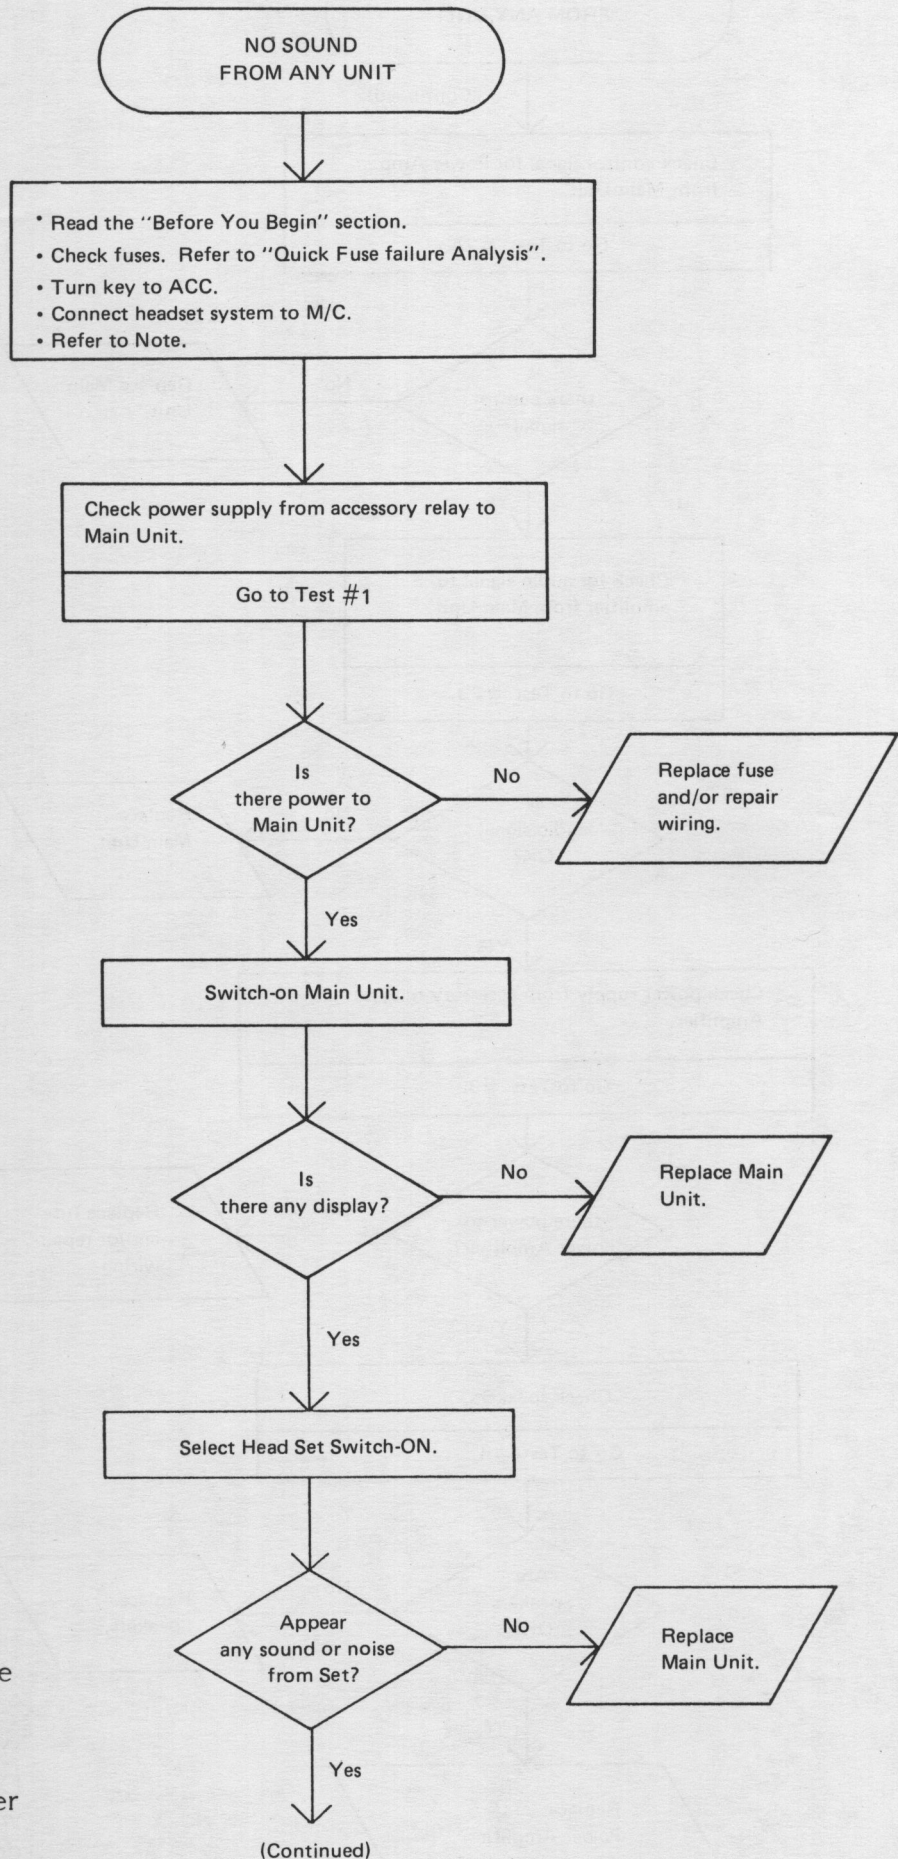 NO SOUND
FROM ANY UNIT
• Read the "Before You Begin" section.
• Check fuses. Refer to "Quick Fuse failure Analysis".
• Turn key to ACC.
• Connect headset system to M/C.
• Refer to Note.
Check power supply from accessory relay to
Main Unit.
Go to Test #1
Is
there power to
Main Unit?
No
Replace fuse
and/or repair
wiring.
Yes
Switch-on Main Unit.
Is
there any display?
No
Replace Main
Unit.
Yes
Select Head Set Switch-ON.
Appear
any sound or noise
from Set?
No
Replace
Main Unit.
Yes
(Continued)